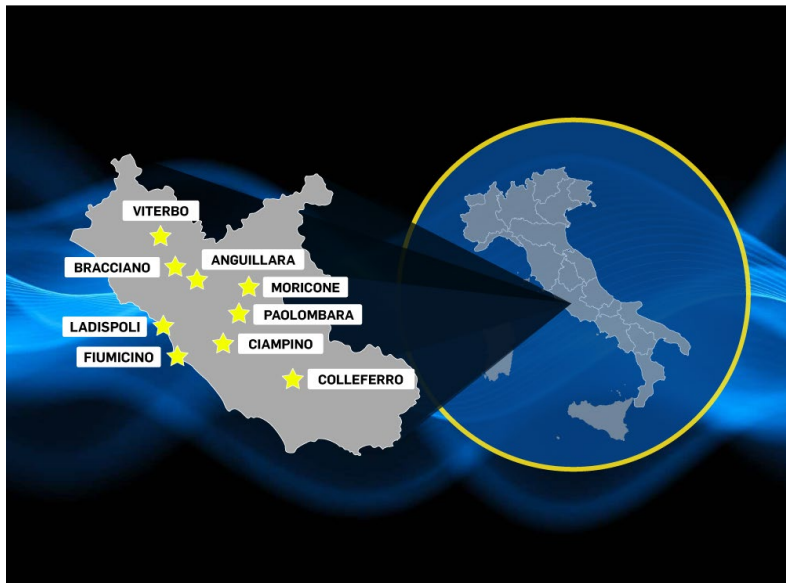 VITERBO
ANGUILLARA
BRACCIANO
MORICONE
PAOLOMBARA
LADISPOLI
CIAMPINO
FIUMICINO
COLLEFERRO